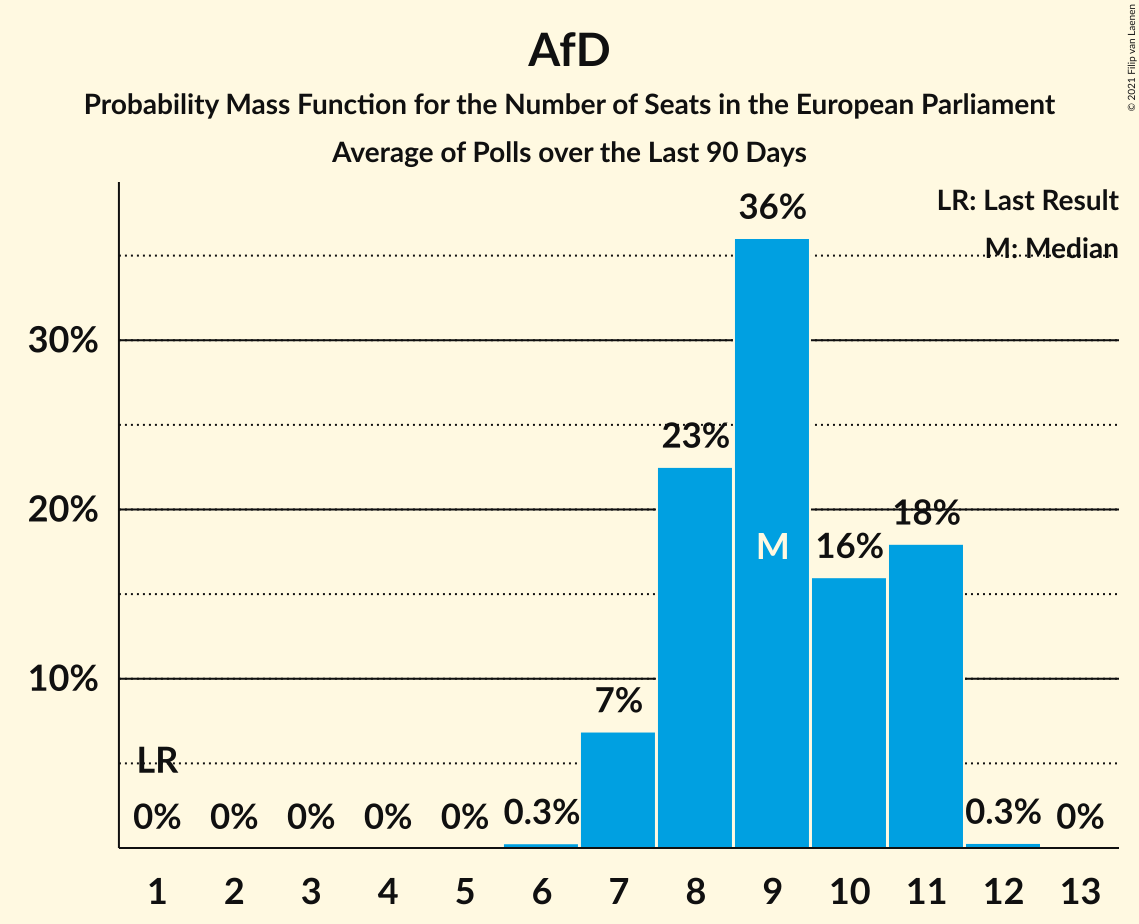 AfD
Probability Mass Function for the Number of Seats in the European Parliament
Average of Polls over the Last 90 Days
© 2021 Filip van Laenen
LR: Last Result
M: Median
36%
30%
23%
20%
18%
M
16%
10%
7%
LR
0% 0% 0% 0% 0% 0.3% 0.3% 0%
1 2 3 4 5 6 7 8 9 10 11 12 13